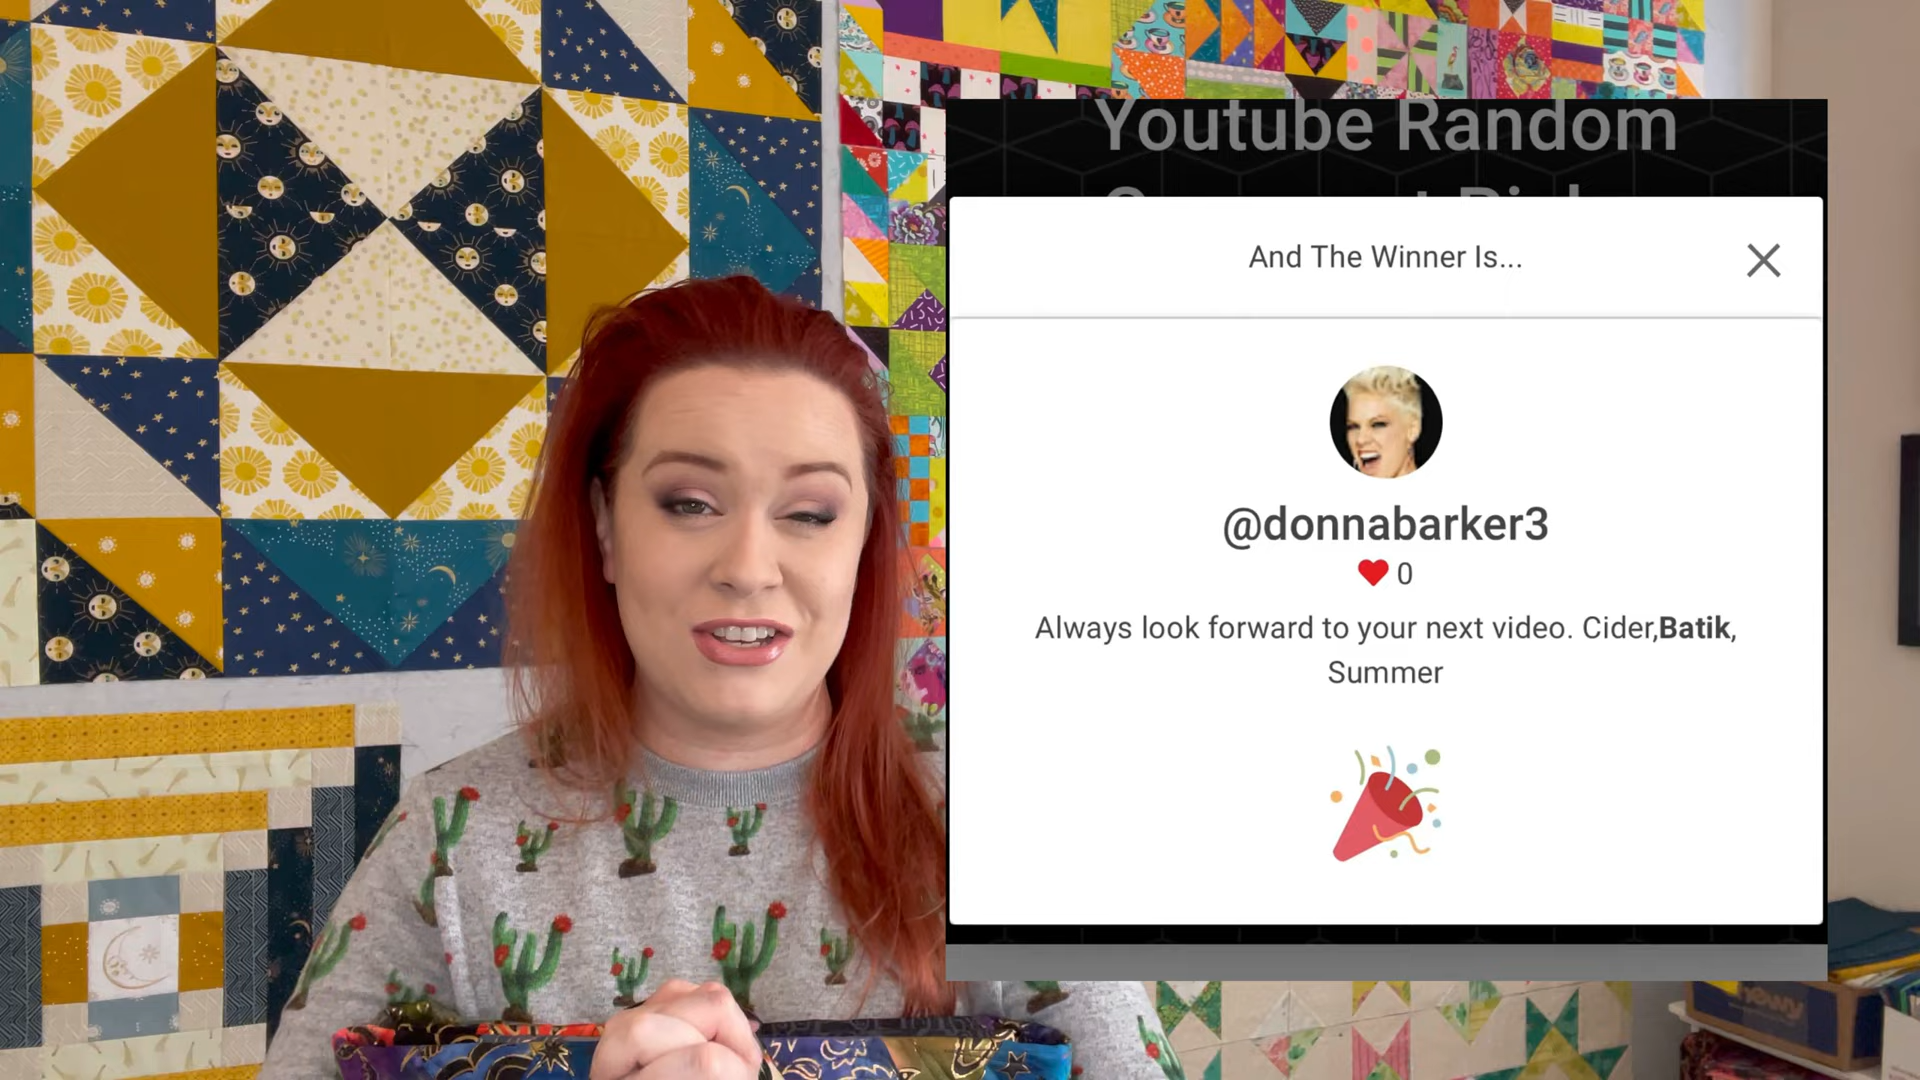 Youtube Random
And The Winner Is...
@donnabarker3
0
Always look forward to your next video. Cider,Batik,
Summer